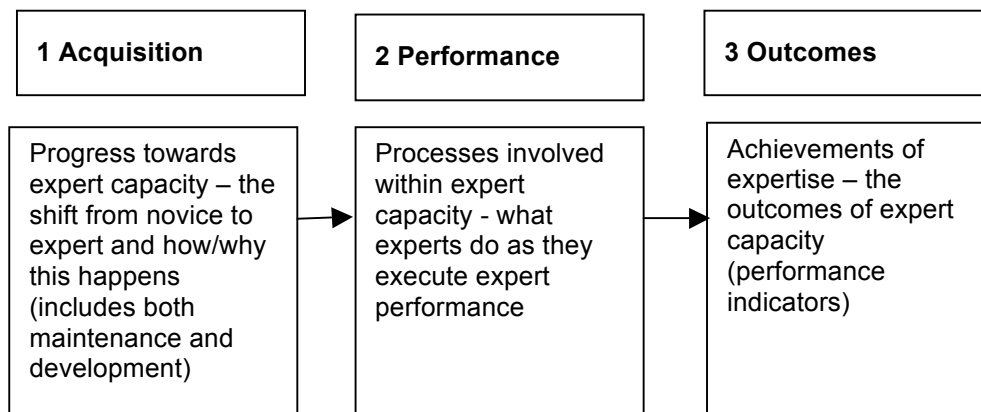 1 Acquisition
2 Performance
3 Outcomes
Progress towards
expert capacity – the
shift from novice to
expert and how/why
this happens
(includes both
maintenance and
development)
Processes involved
within expert
capacity - what
experts do as they
execute expert
performance
Achievements of
expertise – the
outcomes of expert
capacity
(performance
indicators)